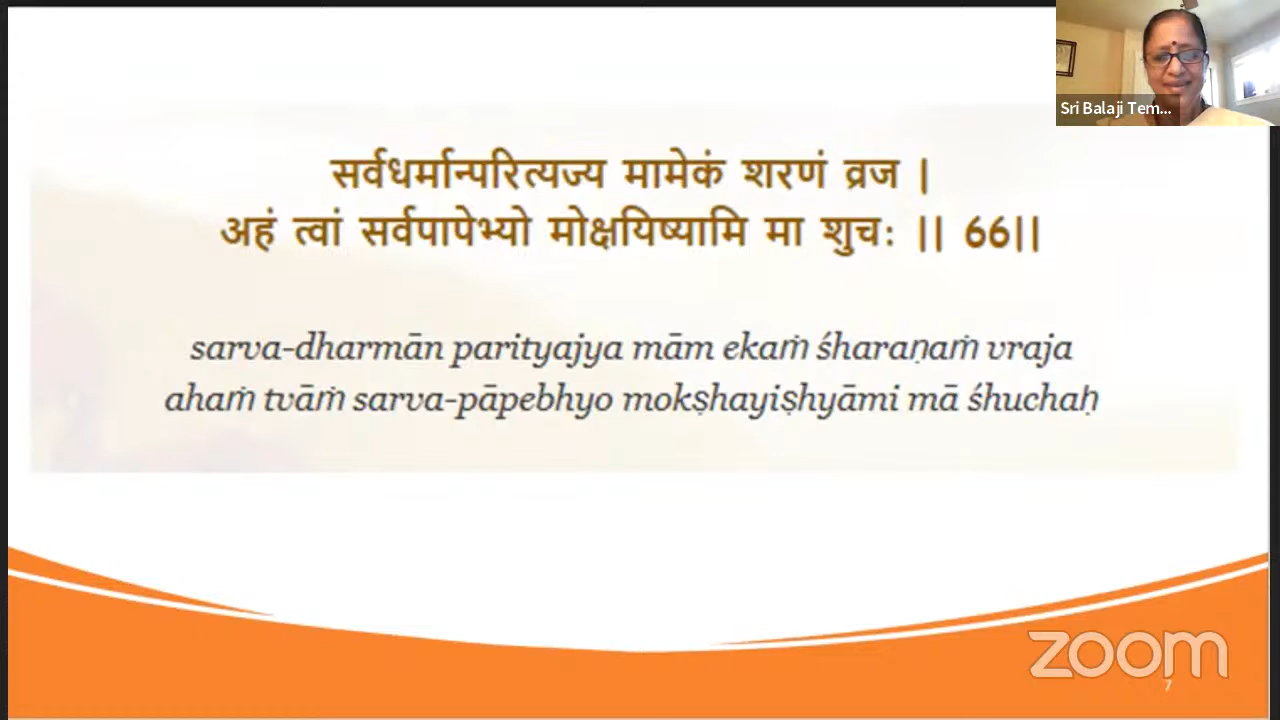 Sri Balaji Tem...
सर्वधर्मान्परित्यज्य मामेकं शरणं व्रज |
अहं त्वां सर्वपापेभ्यो मोक्षयिष्यामि मा शुचः || 66||
sarva-dharmān parityajya mām ekaṁ śharaṇaṁ vraja
ahaṁ tvāṁ sarva-pāpebhyo mokṣhayiṣhyāmi mā śhuchaḥ
zoom
7